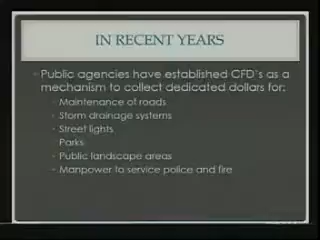 IN RECENT YEARS
Public agencies have established CFD's as a
mechanism to collect dedicated dollars for:
Maintenance of roads
Storm drainage systems
Street lights
Parks
Public landscape areas
Manpower to service police and fire